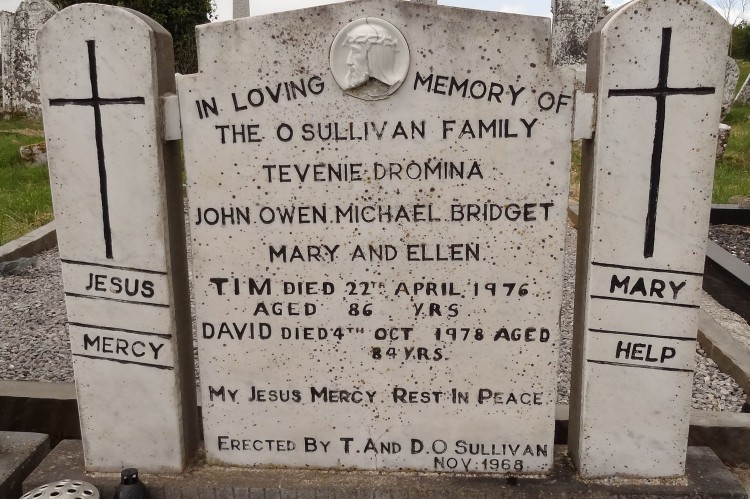 IN LOVING MEMORY OF
THE O SULLIVAN FAMILY
TEVENIE DROMINA
JOHN. OWEN. MICHAEL. BRIDGET
MARY AND ELLEN.
TIM DIED 22ND APRIL 1976
AGED 86 YRS
DAVID DIED 4TH OCT 1978 AGED
84 YRS.
MY JESUS MERCY. REST IN PEACE.
ERECTED BY T. AND D. O SULLIVAN
NOV. 1968
JESUS
MERCY
MARY
HELP